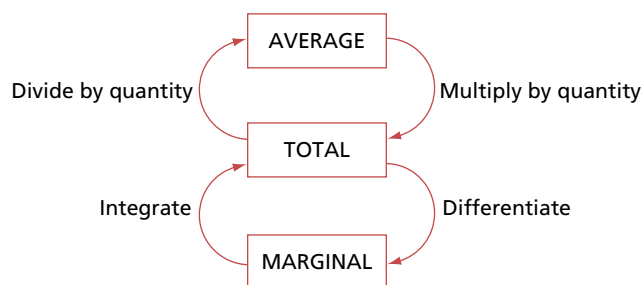 AVERAGE
Divide by quantity
Multiply by quantity
TOTAL
Integrate
Differentiate
MARGINAL